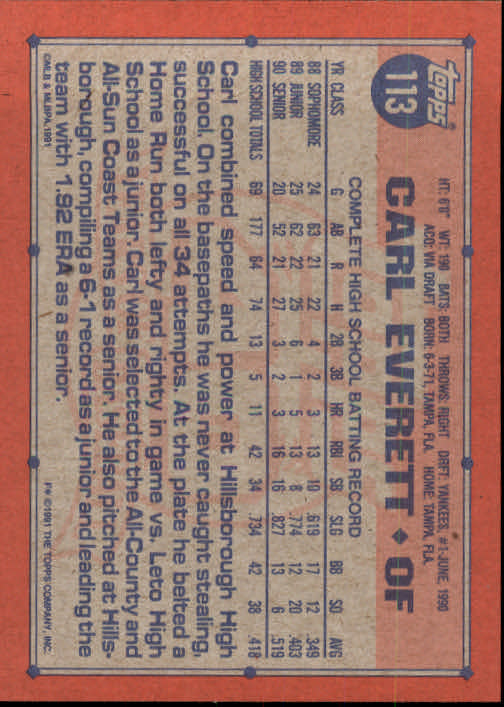 topps®
113
HT: 6'0" WT: 190 BATS: BOTH THROWS: RIGHT DRFT: YANKEES, #1-JUNE, 1990
ACQ: VIA DRAFT BORN: 6-3-71, TAMPA, FLA. HOME: TAMPA, FLA.
CARL EVERETT ◆ OF
COMPLETE HIGH SCHOOL BATTING RECORD
YR CLASS G AB R H 2B 3B HR RBI SB SLG BB SO AVG
88 SOPHOMORE 24 63 21 22 4 2 3 13 10 .619 17 12 .349
89 JUNIOR 25 62 22 25 6 1 5 13 8 .774 12 20 .403
90 SENIOR 20 52 21 27 3 2 3 16 16 .827 13 6 .519
HIGH SCHOOL TOTALS 69 177 64 74 13 5 11 42 34 .734 42 38 .418
Carl combined speed and power at Hillsborough High
School. On the basepaths he was never caught stealing,
successful on all 34 attempts. At the plate he belted a
Home Run both lefty and righty in game vs. Leto High
School as a junior. Carl was selected to the All-County and
All-Sun Coast Teams as a senior. He also pitched at Hills-
borough, compiling a 6-1 record as a junior and leading the
team with 1.92 ERA as a senior.
©MLB & MLBPA, 1991
F* ©1991 THE TOPPS COMPANY, INC.